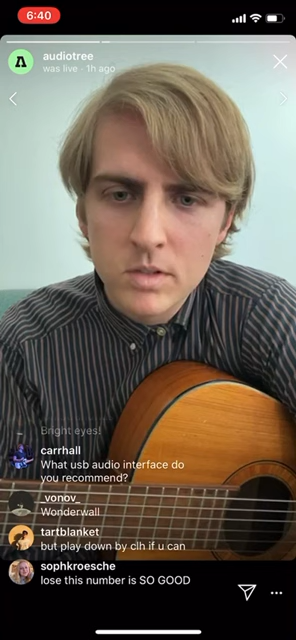 6:40
audiotree
was live · 1h ago
Bright eyes!
carrhall
What usb audio interface do
you recommend?
_vonov_
Wonderwall
tartblanket
but play down by clh if u can
sophkroesche
lose this number is SO GOOD